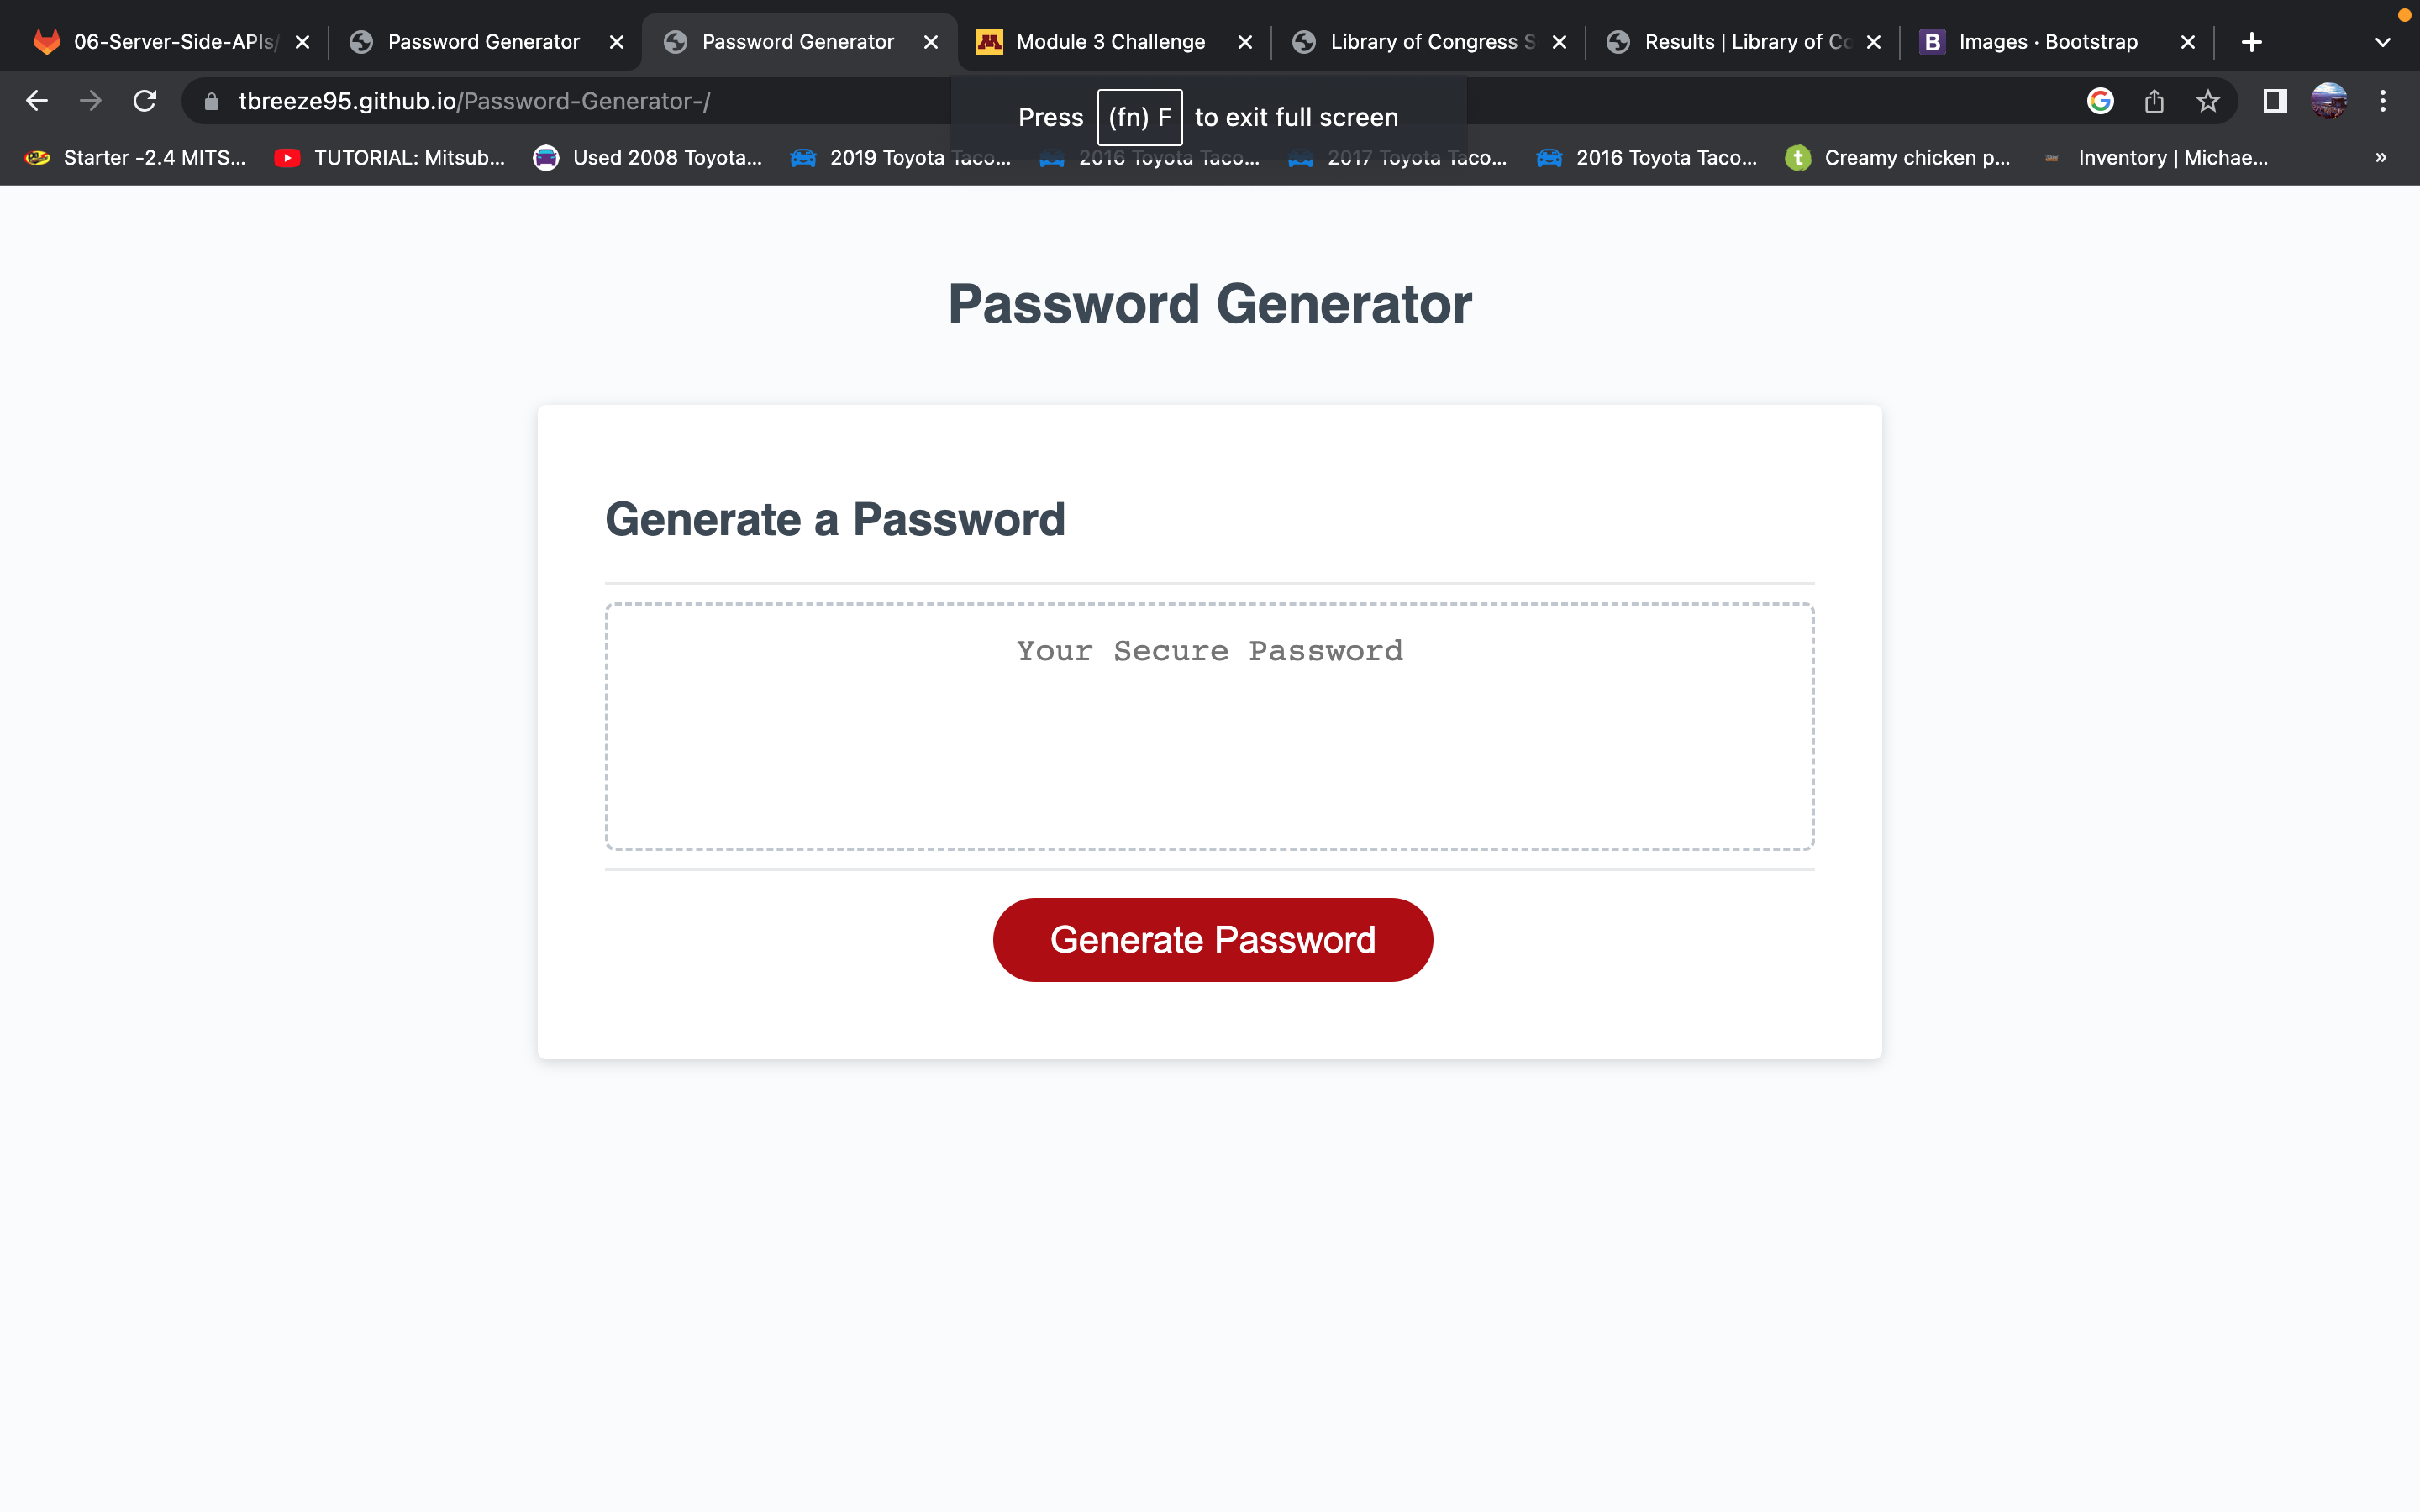 06-Server-Side-APIs/
Password Generator
Password Generator
Module 3 Challenge
Library of Congress S
Results | Library of Co
B Images · Bootstrap
tbreeze95.github.io/Password-Generator-/
Press (fn) F to exit full screen
Starter -2.4 MITS...
TUTORIAL: Mitsub...
Used 2008 Toyota...
2019 Toyota Taco...
2016 Toyota Taco...
2017 Toyota Taco...
2016 Toyota Taco...
Creamy chicken p...
Inventory | Michae...
Password Generator
Generate a Password
Your Secure Password
Generate Password